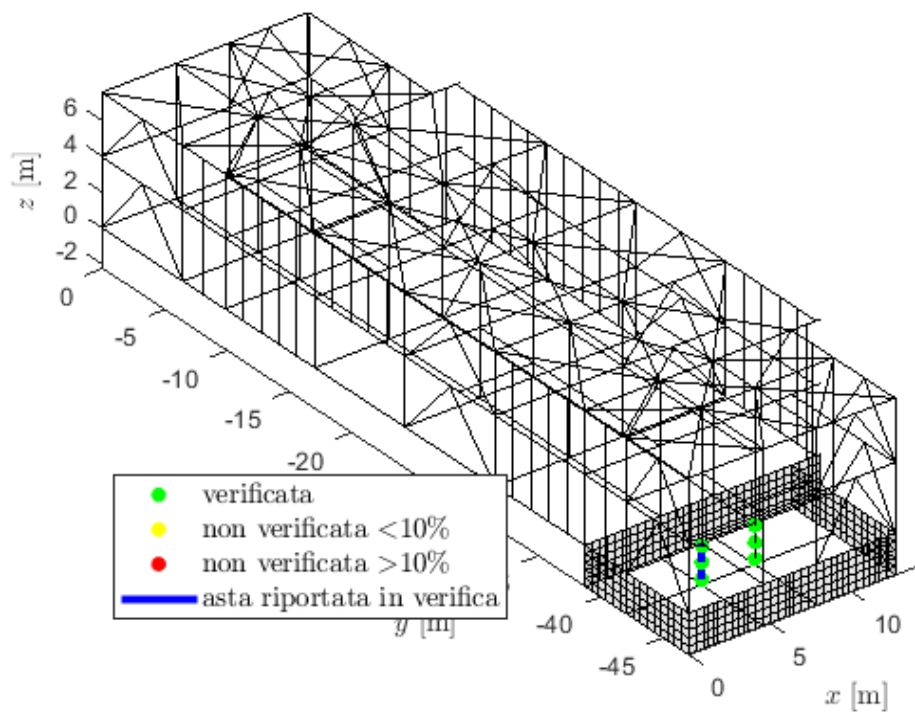 6
4
2
0
-2
z [m]
0
-5
-10
-15
-20
verificata
non verificata <10%
non verificata >10%
asta riportata in verifica
y [m]
-40
-45
0
5
10
x [m]